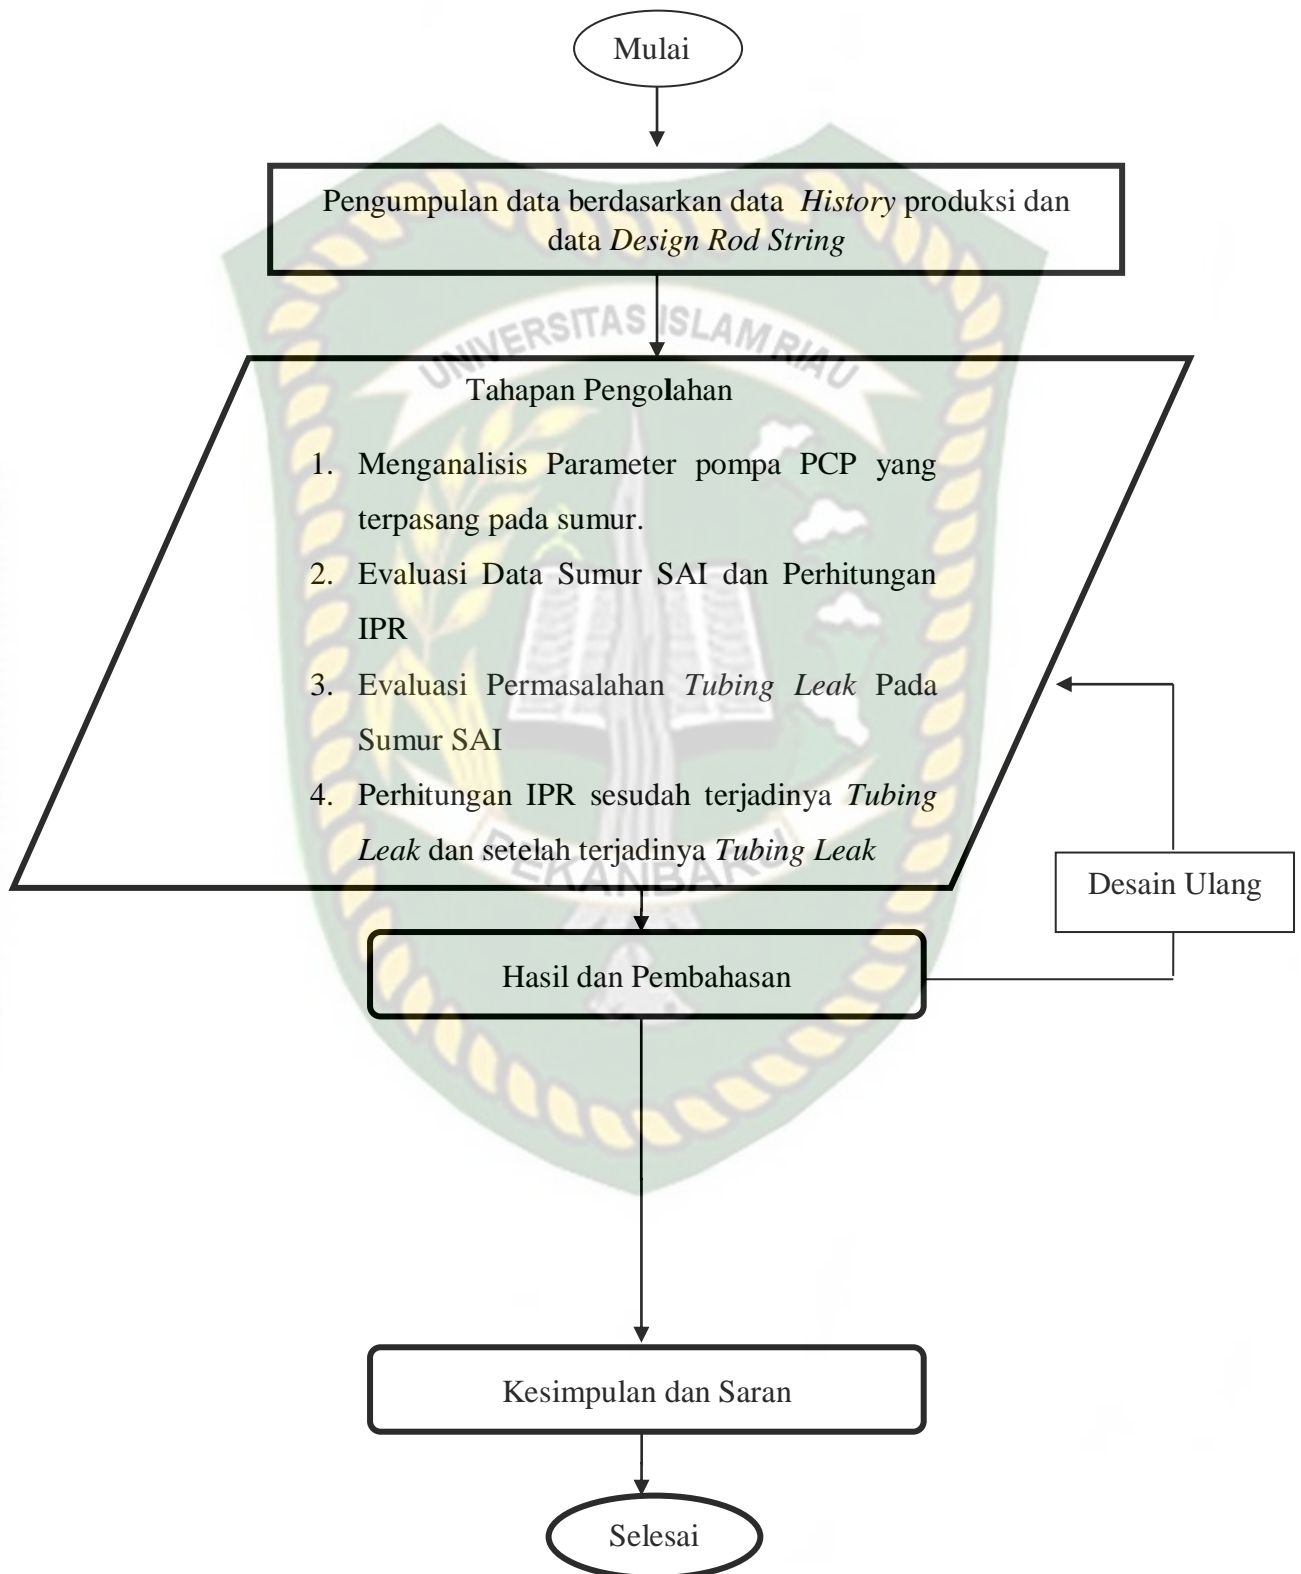 Mulai
Pengumpulan data berdasarkan data History produksi dan
data Design Rod String
UNIVERSITAS ISLAM RIAU
Tahapan Pengolahan
1. Menganalisis Parameter pompa PCP yang
terpasang pada sumur.
2. Evaluasi Data Sumur SAI dan Perhitungan
IPR
3. Evaluasi Permasalahan Tubing Leak Pada
Sumur SAI
4. Perhitungan IPR sesudah terjadinya Tubing
Leak dan setelah terjadinya Tubing Leak
PEKANBARU
Desain Ulang
Hasil dan Pembahasan
Kesimpulan dan Saran
Selesai